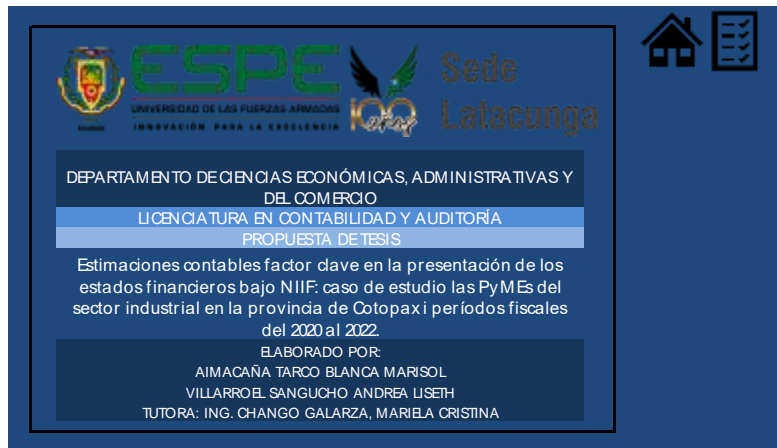 ESPE
UNIVERSIDAD DE LAS FUERZAS ARMADAS
INNOVACIÓN PARA LA EXCELENCIA
Sede
Latacunga
DEPARTAMENTO DE CIENCIAS ECONÓMICAS, ADMINISTRATIVAS Y
DEL COMERCIO
LICENCIATURA EN CONTABILIDAD Y AUDITORÍA
PROPUESTA DE TESIS
Estimaciones contables factor clave en la presentación de los
estados financieros bajo NIIF: caso de estudio las PyMEs del
sector industrial en la provincia de Cotopaxi períodos fiscales
del 2020 al 2022.
ELABORADO POR:
AIMACAÑA TARCO BLANCA MARISOL
VILLARROEL SANGUCHO ANDREA LISETH
TUTORA: ING. CHANGO GALARZA, MARIELA CRISTINA